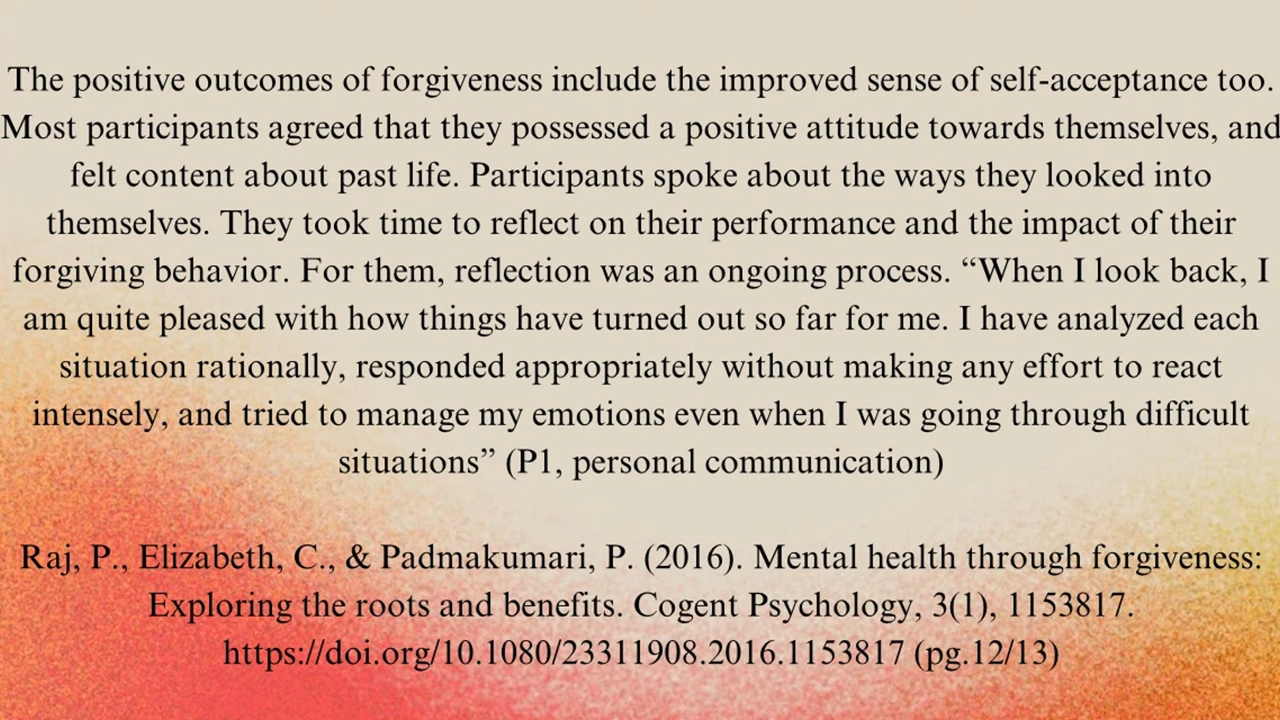 The positive outcomes of forgiveness include the improved sense of self-acceptance too.
Most participants agreed that they possessed a positive attitude towards themselves, and
felt content about past life. Participants spoke about the ways they looked into
themselves. They took time to reflect on their performance and the impact of their
forgiving behavior. For them, reflection was an ongoing process. “When I look back, I
am quite pleased with how things have turned out so far for me. I have analyzed each
situation rationally, responded appropriately without making any effort to react
intensely, and tried to manage my emotions even when I was going through difficult
situations” (P1, personal communication)
Raj, P., Elizabeth, C., & Padmakumari, P. (2016). Mental health through forgiveness:
Exploring the roots and benefits. Cogent Psychology, 3(1), 1153817.
https://doi.org/10.1080/23311908.2016.1153817 (pg.12/13)